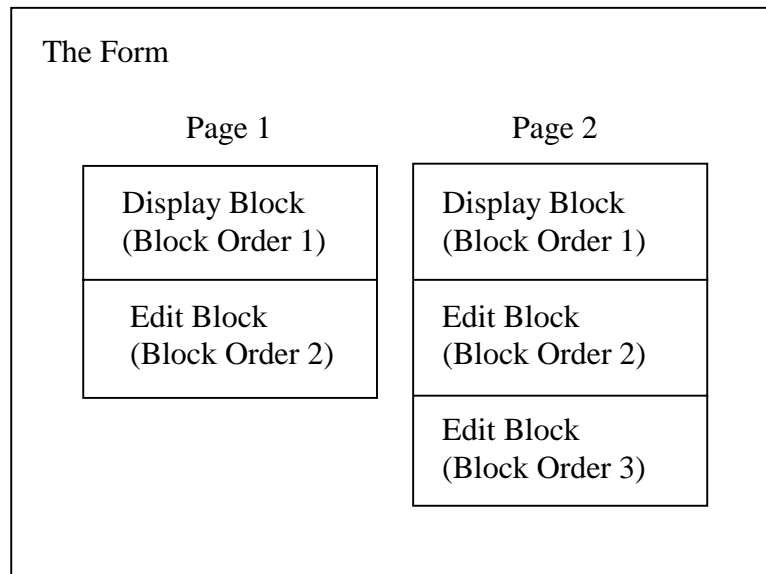 The Form
Page 1
Display Block
(Block Order 1)
Edit Block
(Block Order 2)
Page 2
Display Block
(Block Order 1)
Edit Block
(Block Order 2)
Edit Block
(Block Order 3)